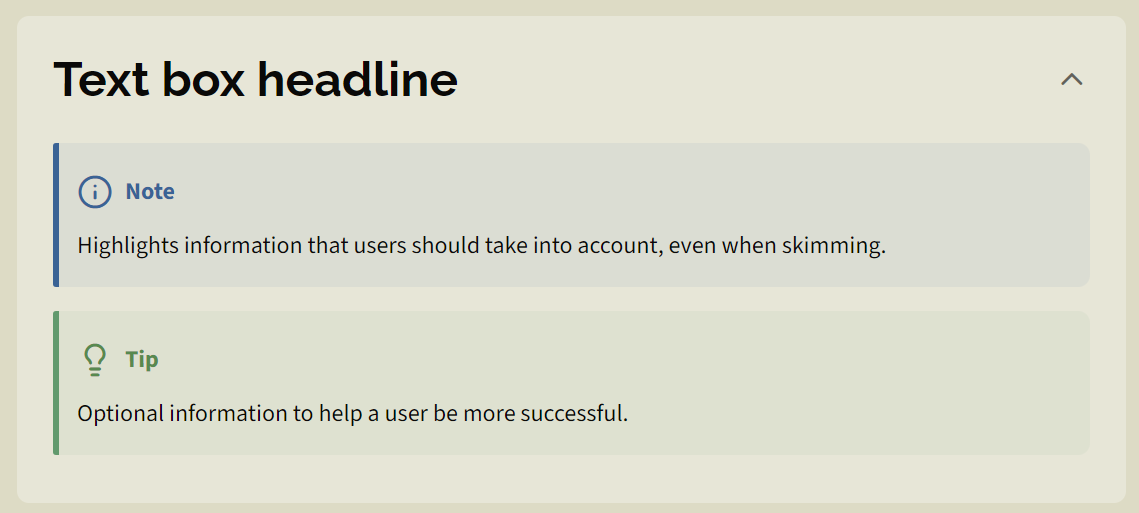 Text box headline
Note
Highlights information that users should take into account, even when skimming.
Tip
Optional information to help a user be more successful.